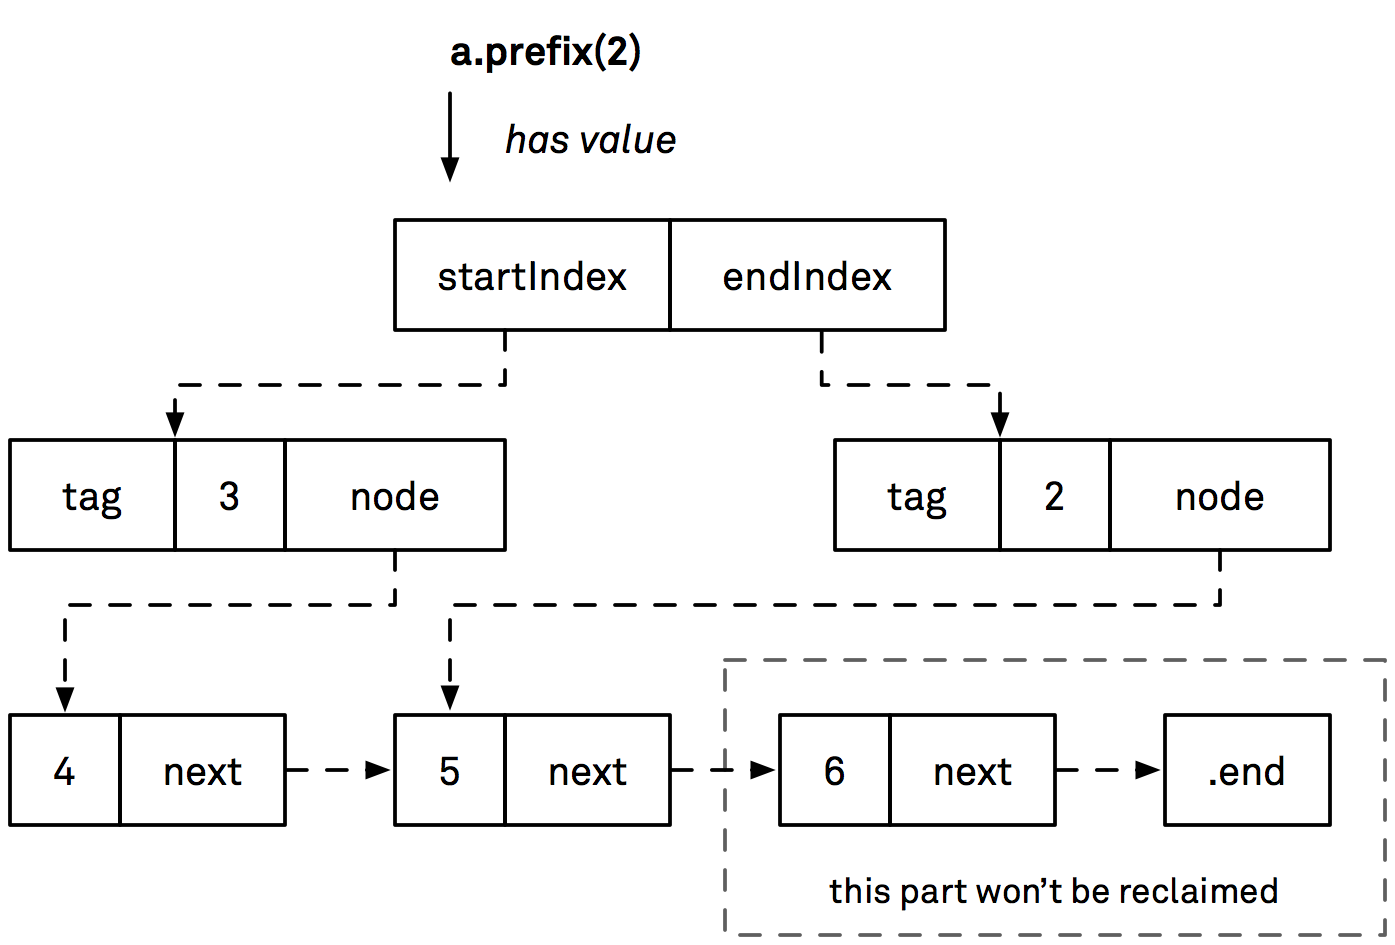 a.prefix(2)
has value
startIndex endIndex
tag 3 node tag 2 node
4 next 5 next 6 next .end
this part won’t be reclaimed